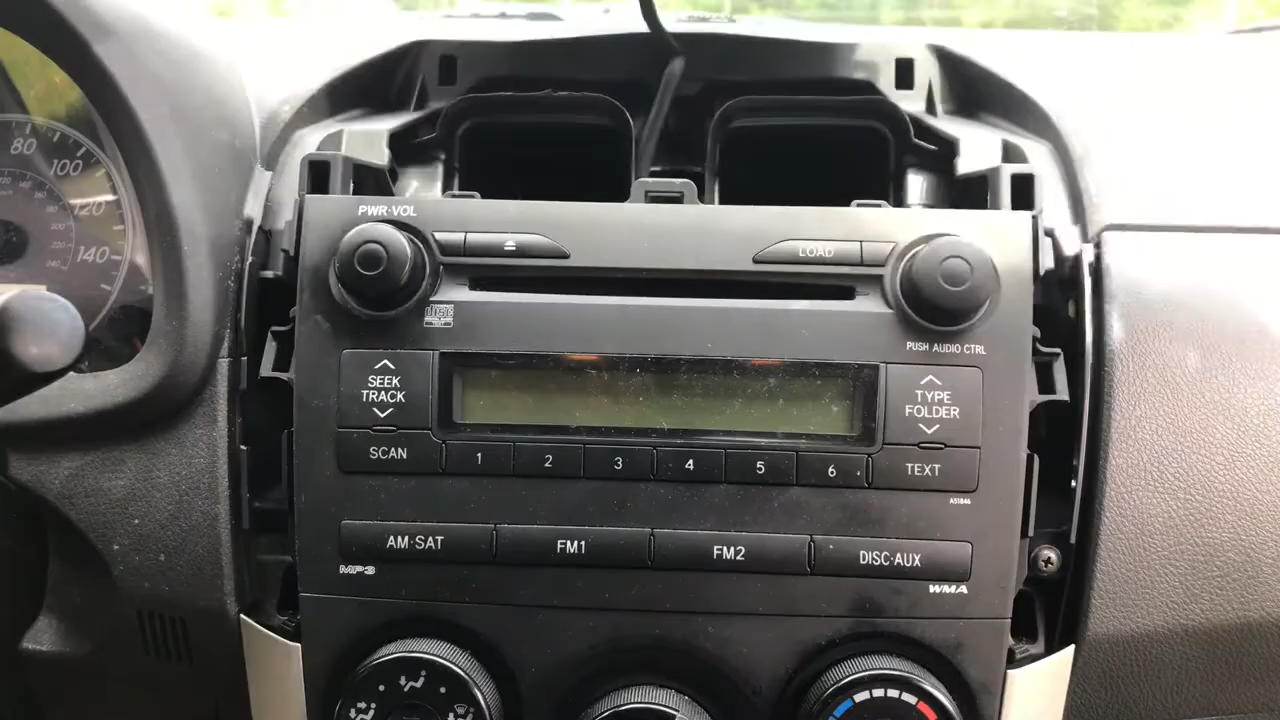 80
100
120
140
PWR·VOL
LOAD
PUSH AUDIO CTRL
SEEK
TRACK
TYPE
FOLDER
SCAN
1 2 3 4 5 6
TEXT
A51846
AM·SAT FM1 FM2 DISC·AUX
MP3
WMA